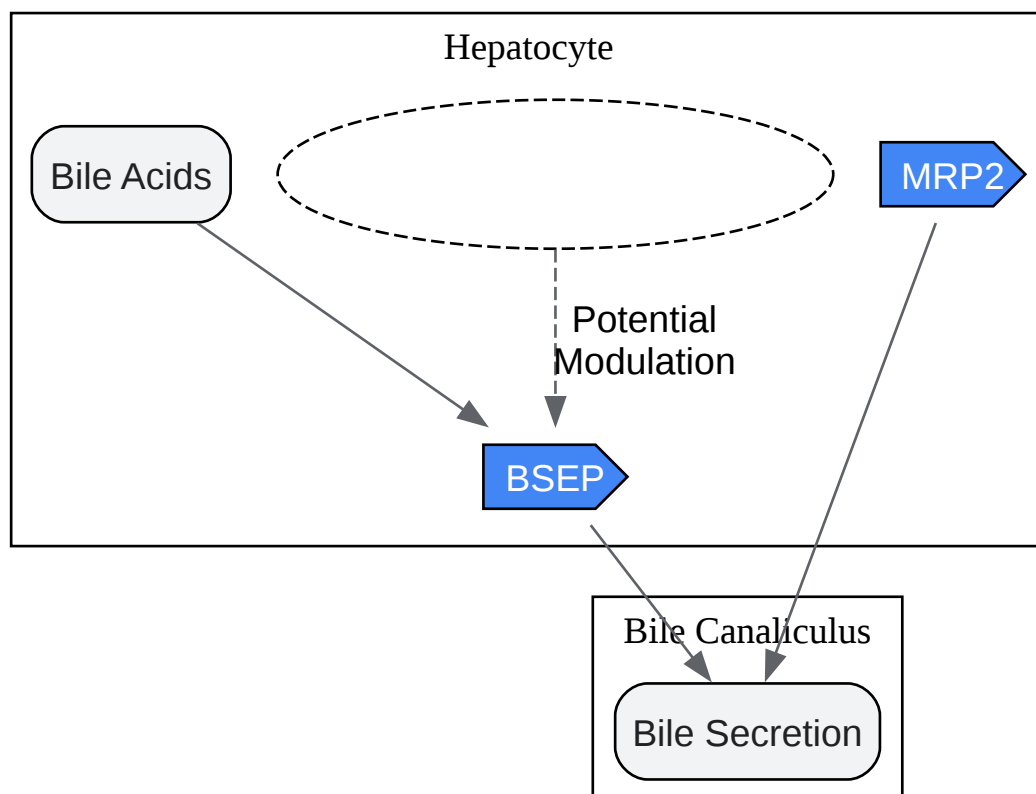 Hepatocyte
Bile Acids
MRP2
Potential
Modulation
BSEP
Bile Canaliculus
Bile Secretion